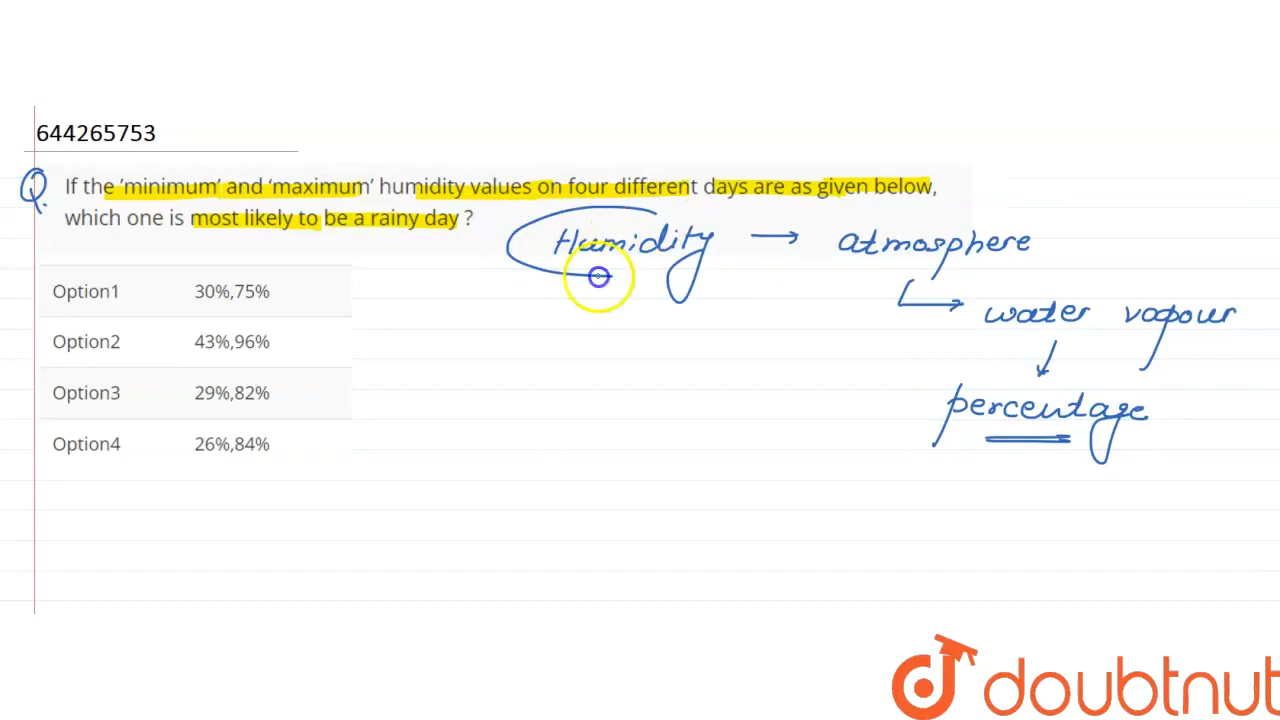 644265753
Q. If the 'minimum' and 'maximum' humidity values on four different days are as given below,
which one is most likely to be a rainy day ?
Humidity → atmosphere
Option1 30%,75%
water vapour
Option2 43%,96%
Option3 29%,82%
percentage
Option4 26%,84%
doubtnut